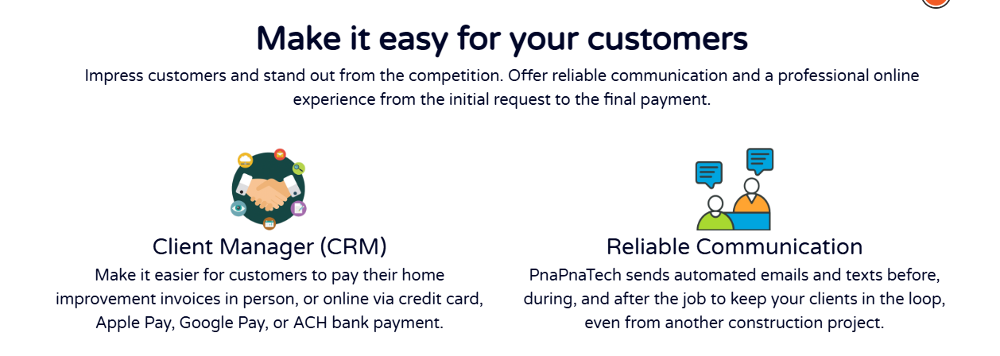 Make it easy for your customers
Impress customers and stand out from the competition. Offer reliable communication and a professional online
experience from the initial request to the final payment.
Client Manager (CRM)
Make it easier for customers to pay their home
improvement invoices in person, or online via credit card,
Apple Pay, Google Pay, or ACH bank payment.
Reliable Communication
PnaPnaTech sends automated emails and texts before,
during, and after the job to keep your clients in the loop,
even from another construction project.